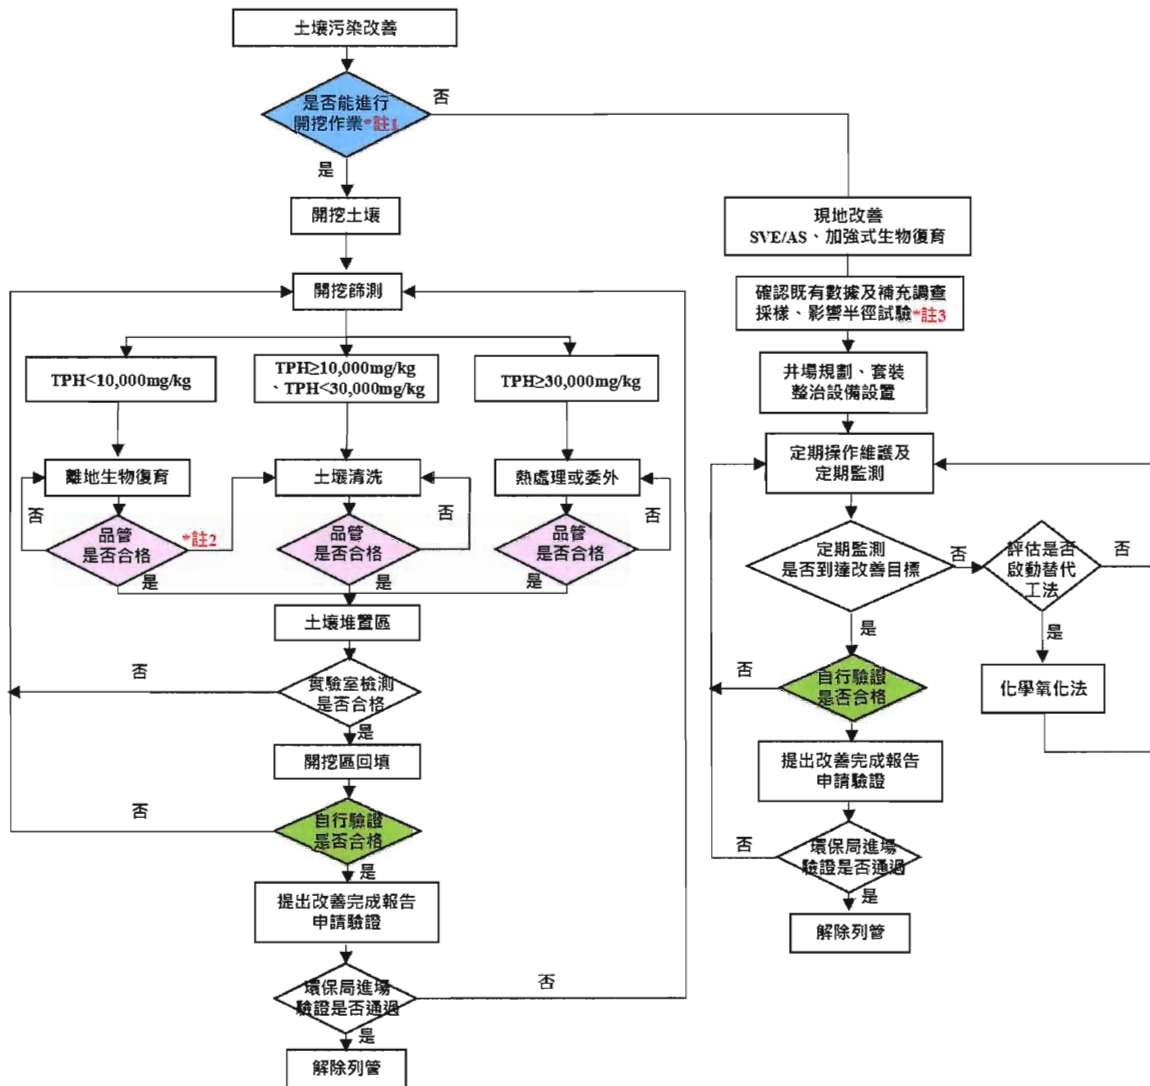 土壤污染改善
是否能進行
開挖作業*註1
否
是
開挖土壤
開挖篩測
TPH<10,000mg/kg
TPH≥10,000mg/kg
、TPH<30,000mg/kg
TPH≥30,000mg/kg
離地生物復育
土壤清洗
熱處理或委外
否
品管
是否合格
*註2
否
品管
是否合格
否
品管
是否合格
是
是
是
土壤堆置區
否
實驗室檢測
是否合格
是
開挖區回填
否
自行驗證
是否合格
是
提出改善完成報告
申請驗證
否
環保局進場
驗證是否通過
是
解除列管
現地改善
SVE/AS、加強式生物復育
確認既有數據及補充調查
採樣、影響半徑試驗*註3
井場規劃、套裝
整治設備設置
定期操作維護及
定期監測
定期監測
是否到達改善目標
否
評估是否
啟動替代
工法
否
是
是
化學氧化法
否
自行驗證
是否合格
是
提出改善完成報告
申請驗證
否
環保局進場
驗證是否通過
是
解除列管